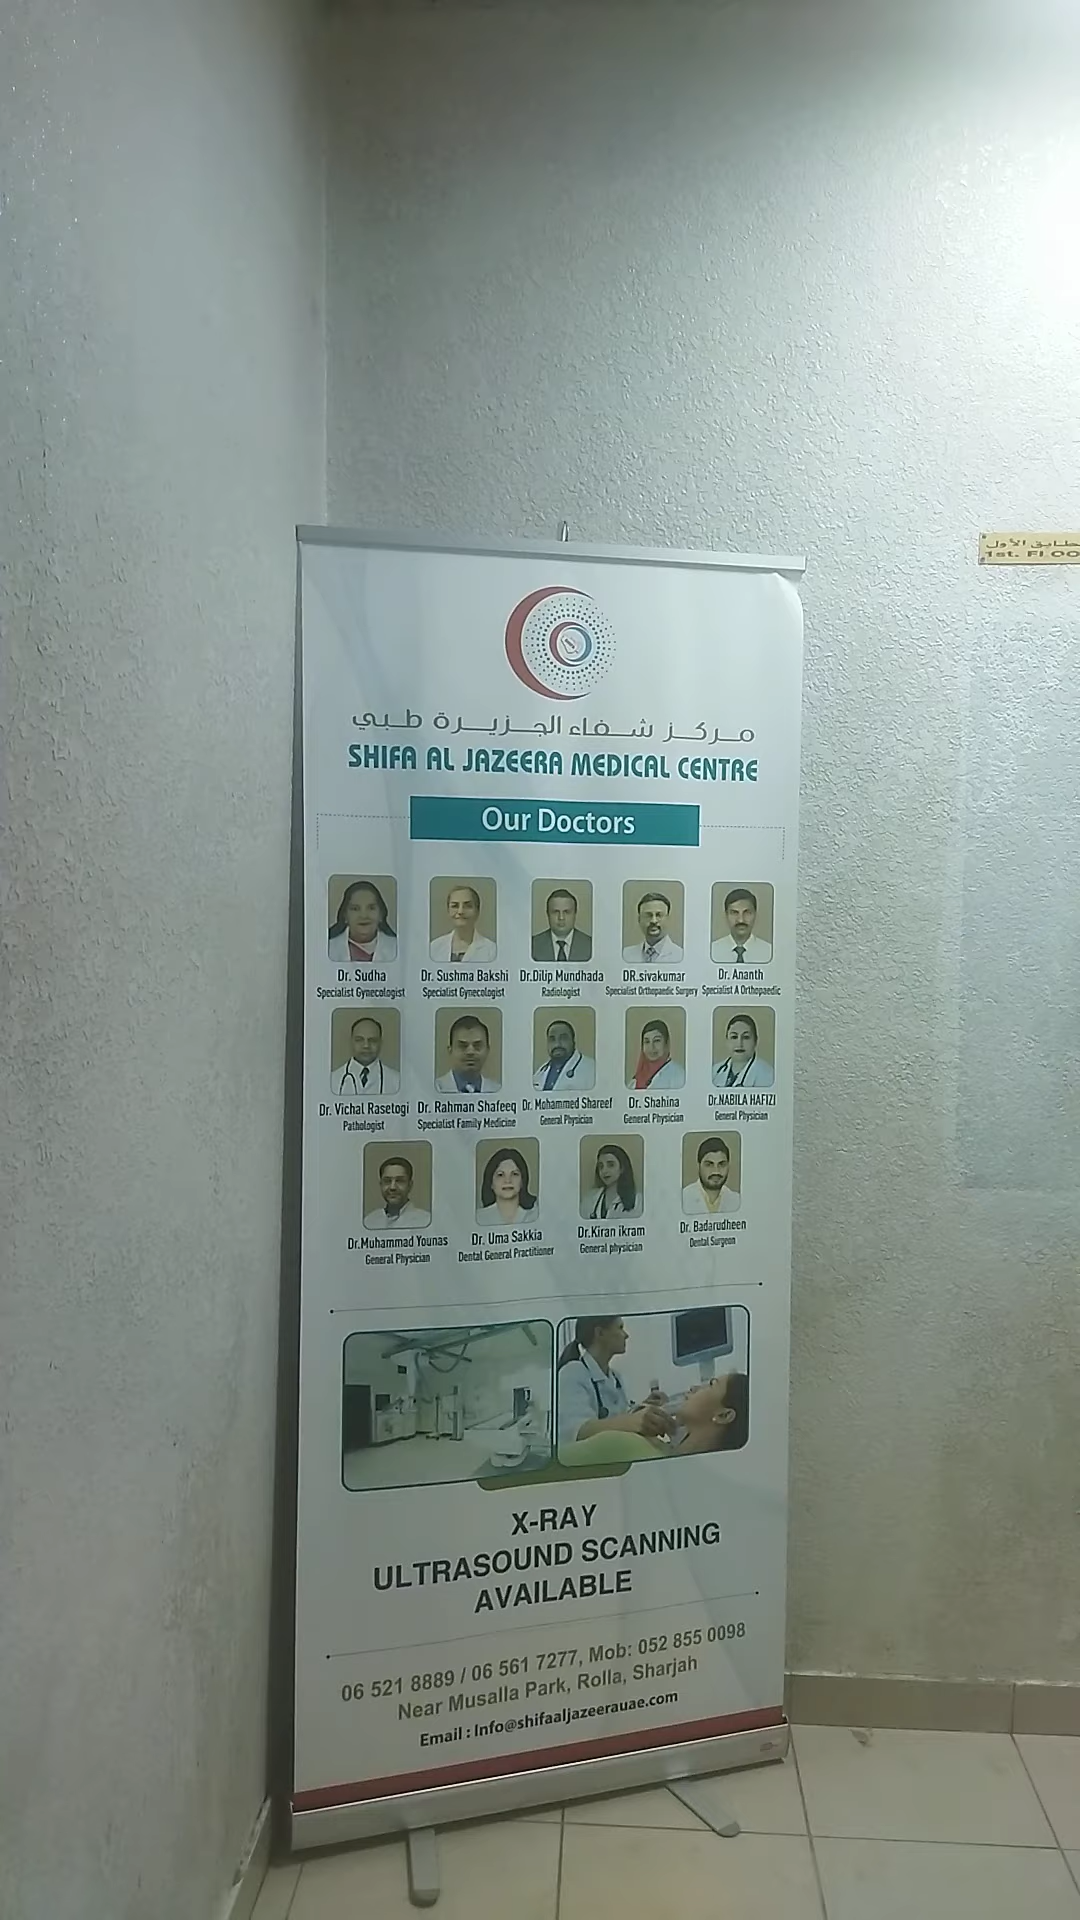 مركز شفاء الجزيرة طبي
SHIFA AL JAZEERA MEDICAL CENTRE
Our Doctors
Dr. Sudha
Specialist Gynecologist
Dr. Sushma Bakshi
Specialist Gynecologist
Dr.Dilip Mundhada
Radiologist
DR.sivakumar
Specialist Orthopaedic Surgery
Dr. Ananth
Specialist A Orthopaedic
Dr. Vichal Rasetogi
Pathologist
Dr. Rahman Shafeeq
Specialist Family Medicine
Dr. Mohammed Shareef
General Physician
Dr. Shahina
General Physician
Dr.NABILA HAFIZI
General Physician
Dr.Muhammad Younas
General Physician
Dr. Uma Sakkia
Dental General Practitioner
Dr.Kiran ikram
General physician
Dr. Badarudheen
Dental Surgeon
X-RAY
ULTRASOUND SCANNING
AVAILABLE
06 521 8889 / 06 561 7277, Mob: 052 855 0098
Near Musalla Park, Rolla, Sharjah
Email : Info@shifaaljazeerauae.com
الطابق الأول
1st. FLOO